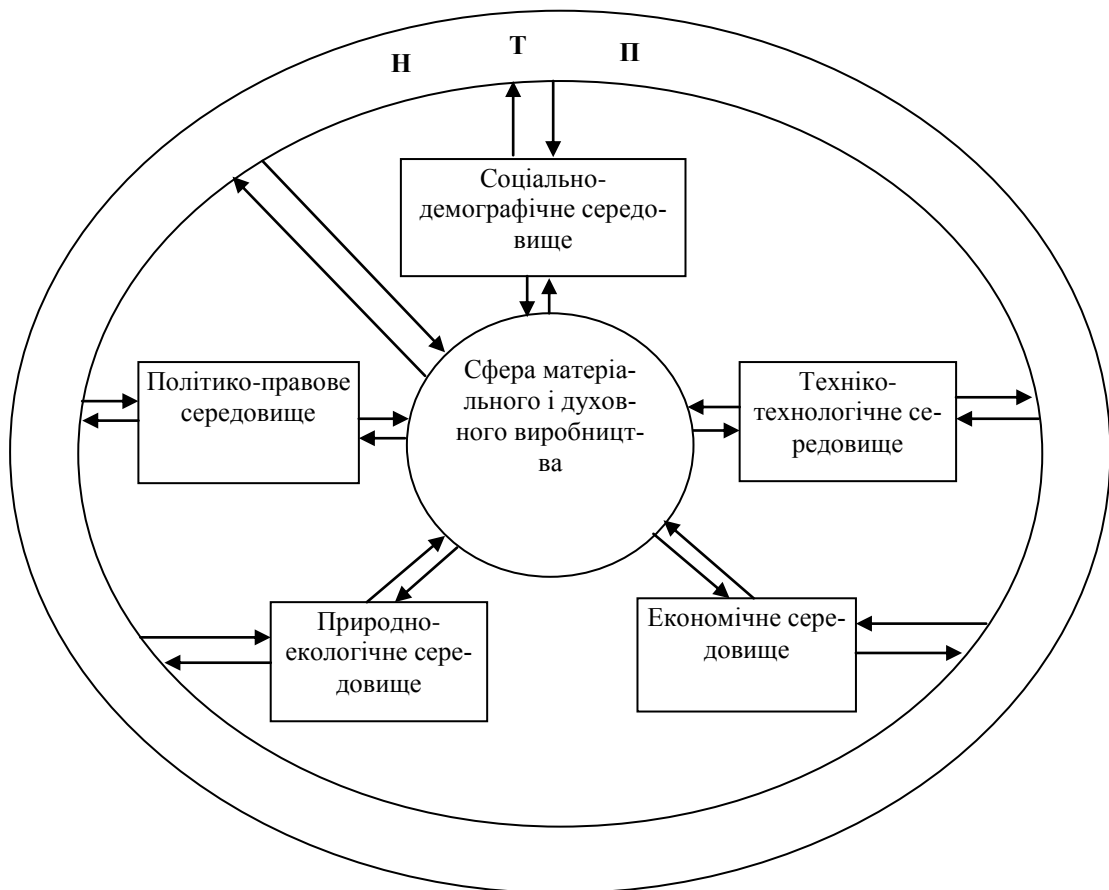 Н Т П
Соціально-
демографічне середо-
вище
Політико-правове
середовище
Сфера матеріа-
льного і духов-
ного виробницт-
ва
Техніко-
технологічне се-
редовище
Природно-
екологічне сере-
довище
Економічне сере-
довище